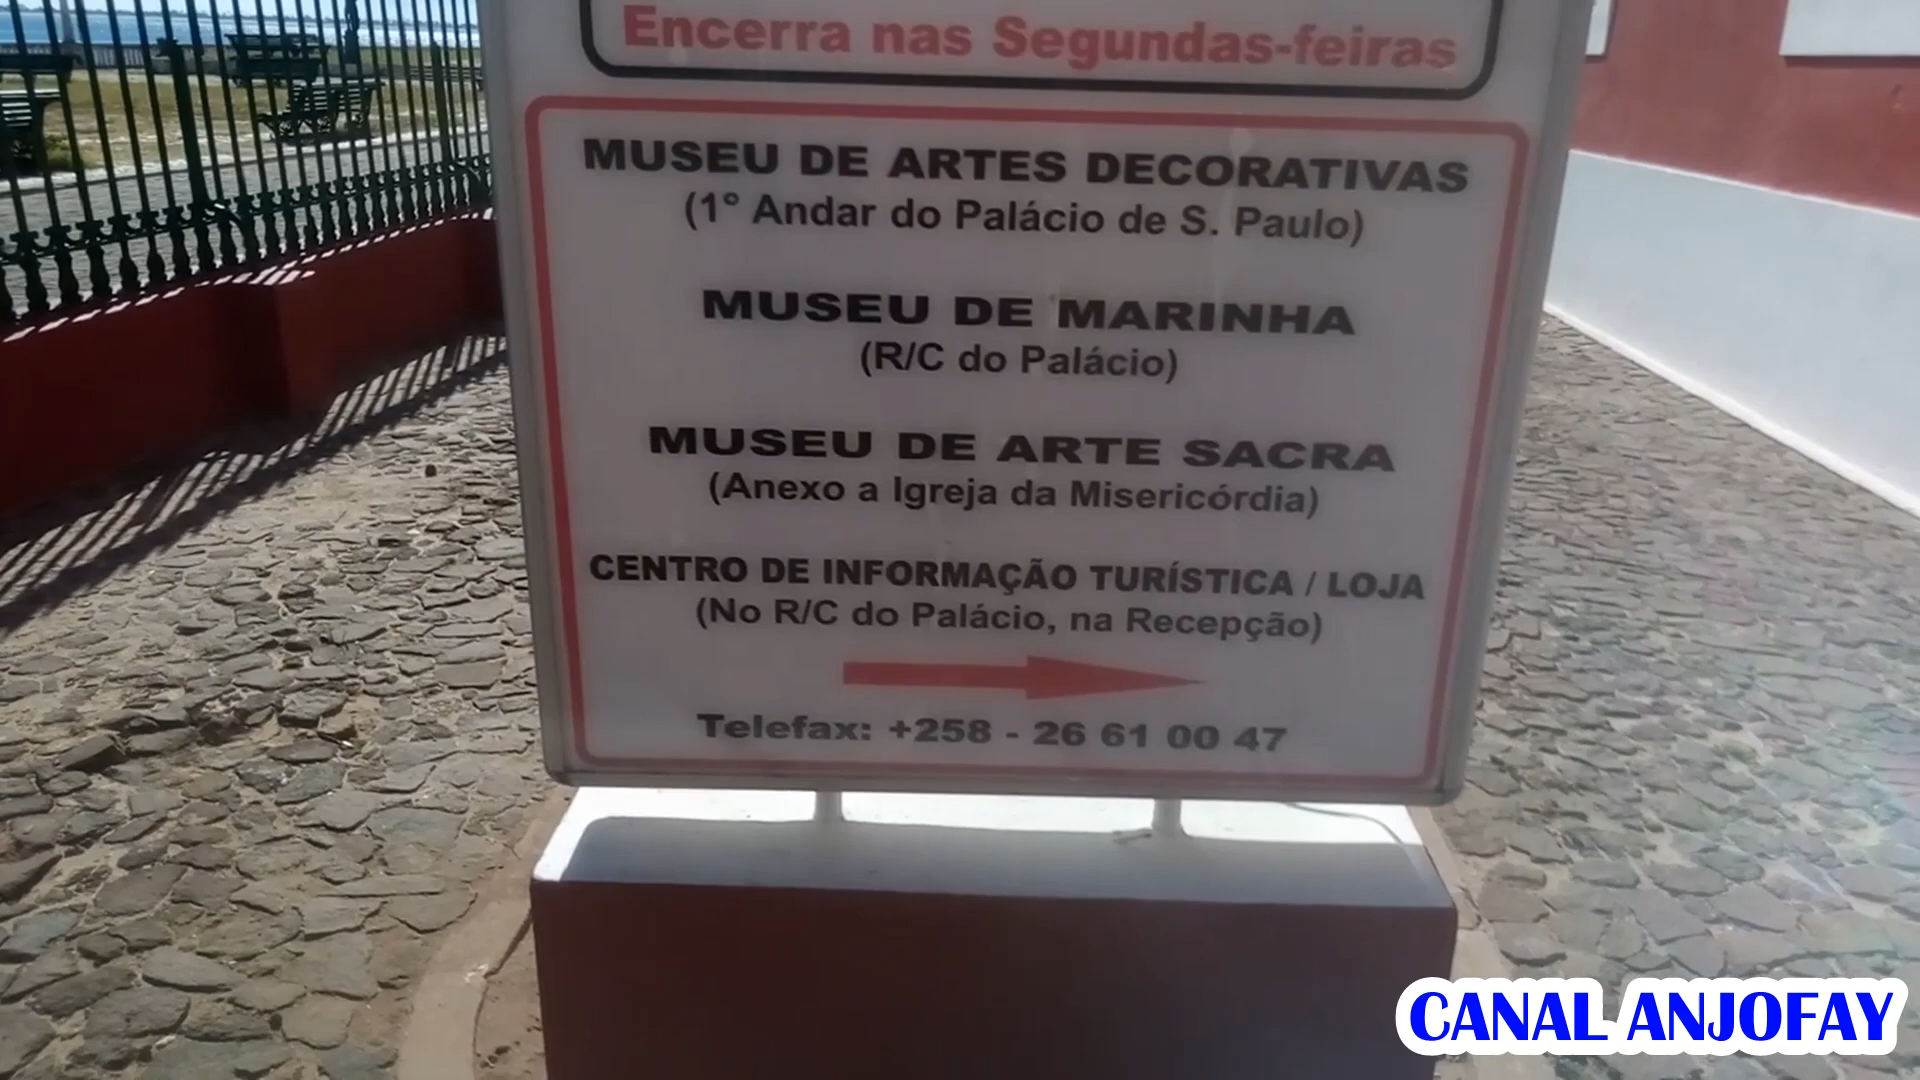 Encerra nas Segundas-feiras
MUSEU DE ARTES DECORATIVAS
(1° Andar do Palácio de S. Paulo)
MUSEU DE MARINHA
(R/C do Palácio)
MUSEU DE ARTE SACRA
(Anexo a Igreja da Misericórdia)
CENTRO DE INFORMAÇÃO TURÍSTICA / LOJA
(No R/C do Palácio, na Recepção)
Telefax: +258 - 26 61 00 47
CANAL ANJOFAY